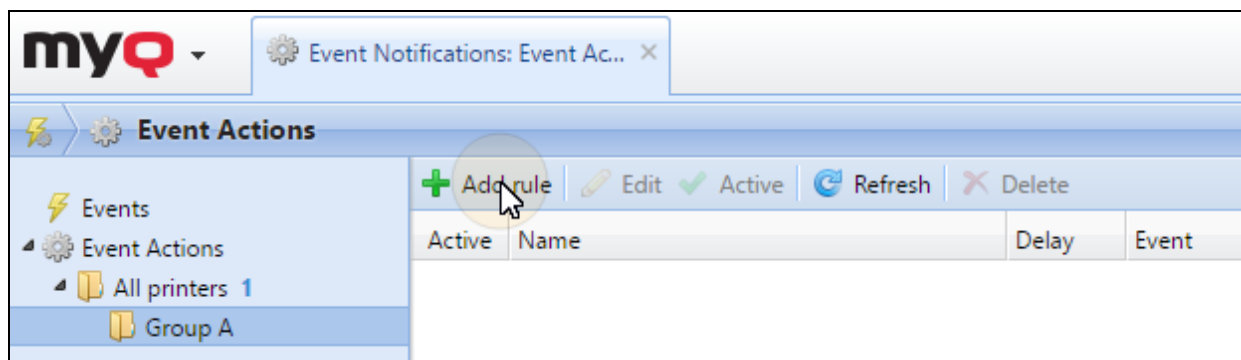 myQ
Event Notifications: Event Ac...
Event Actions
Add rule Edit Active Refresh Delete
Events
Active Name Delay Event
Event Actions
All printers 1
Group A